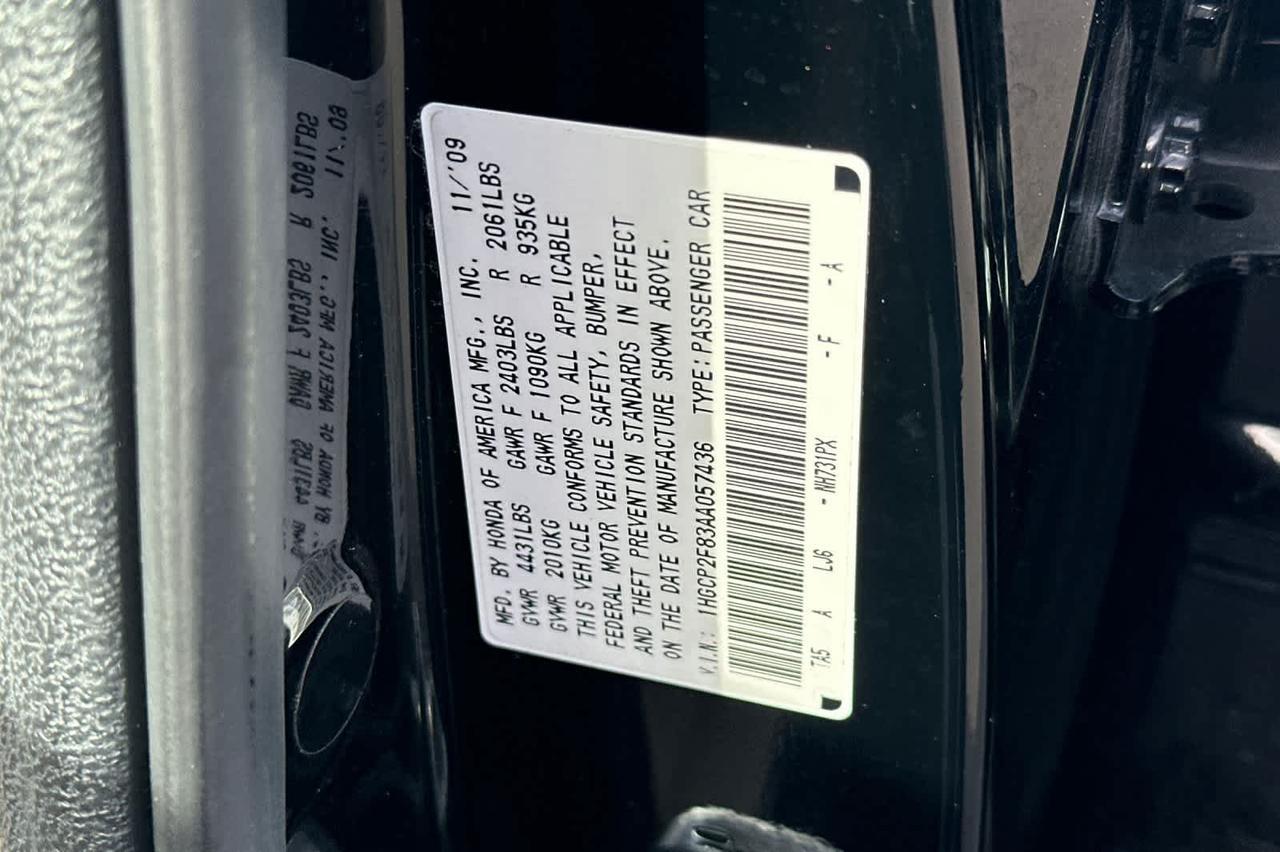 MFD. BY HONDA OF AMERICA MFG., INC. 11/'09
GVWR 4431LBS GAWR F 2403LBS R 2061LBS
GVWR 2010KG GAWR F 1090KG R 935KG
THIS VEHICLE CONFORMS TO ALL APPLICABLE
FEDERAL MOTOR VEHICLE SAFETY, BUMPER,
AND THEFT PREVENTION STANDARDS IN EFFECT
ON THE DATE OF MANUFACTURE SHOWN ABOVE.
V.I.N.: 1HGCP2F83AA057436 TYPE:PASSENGER CAR
TA5 A LJ6 - NH731PX - F - A